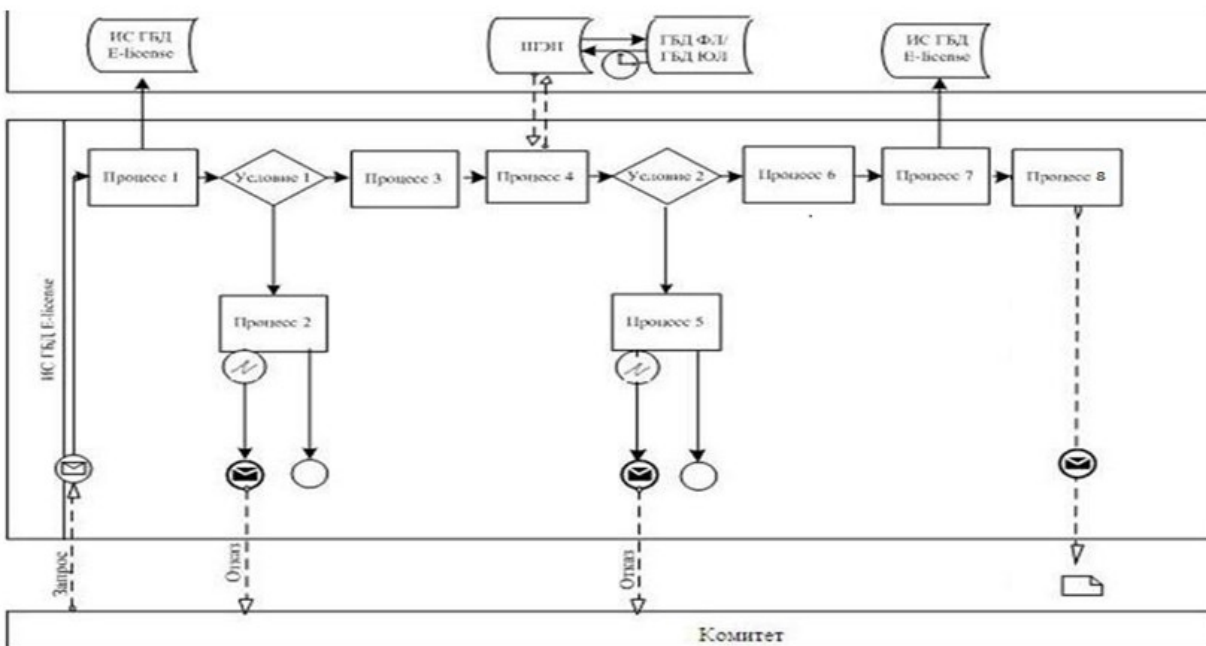 ИС ГБД
E-license
ШЭП
ГБД ФЛ/
ГБД ЮЛ
ИС ГБД
E-license
Процесс 1
Условие 1
Процесс 3
Процесс 4
Условие 2
Процесс 6
Процесс 7
Процесс 8
Процесс 2
Процесс 5
ИС ГБД E-license
Запрос
Отказ
Отказ
Комитет